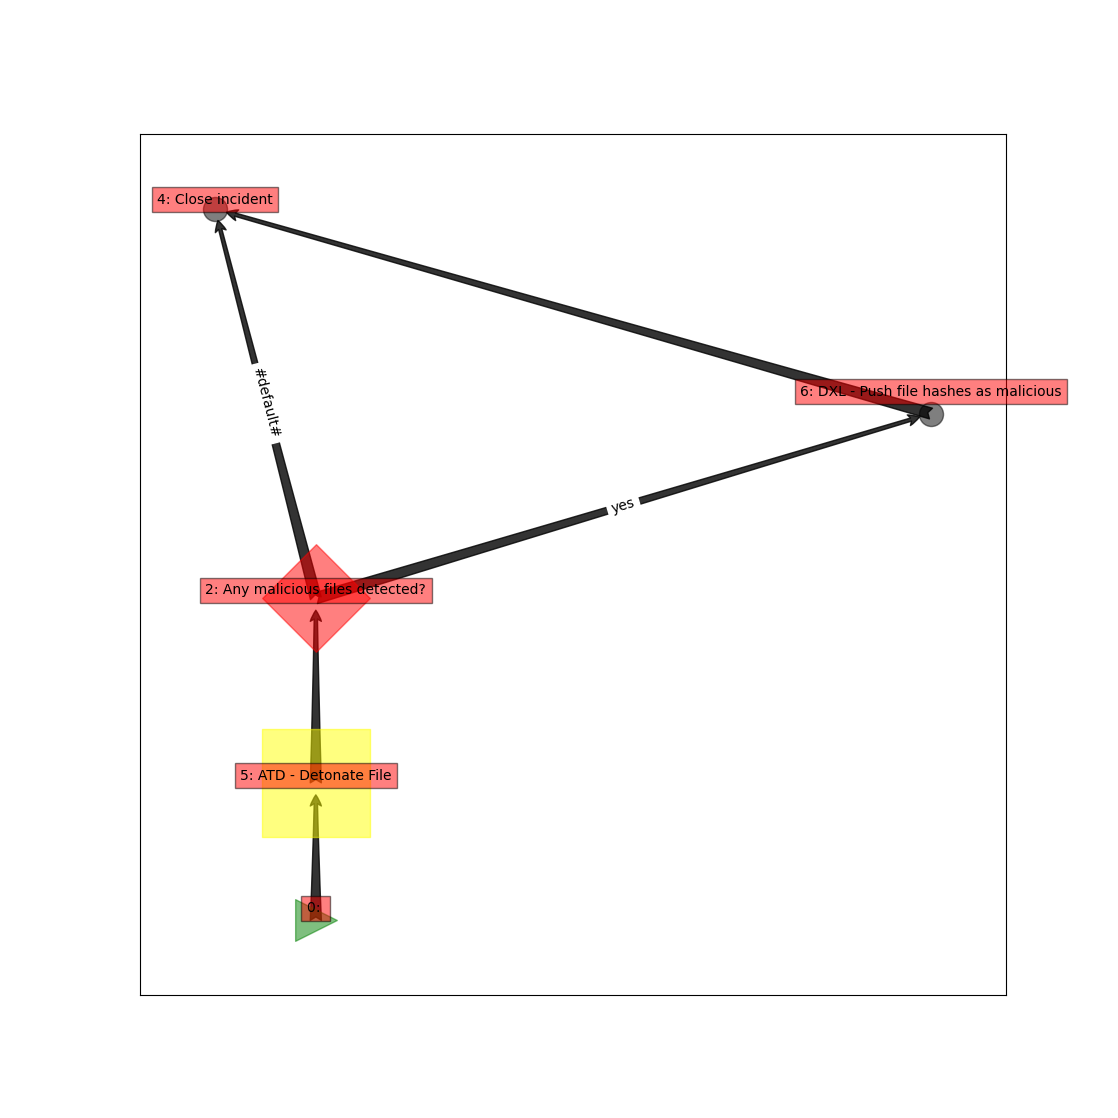 4: Close incident
6: DXL - Push file hashes as malicious
#default#
yes
2: Any malicious files detected?
5: ATD - Detonate File
0: